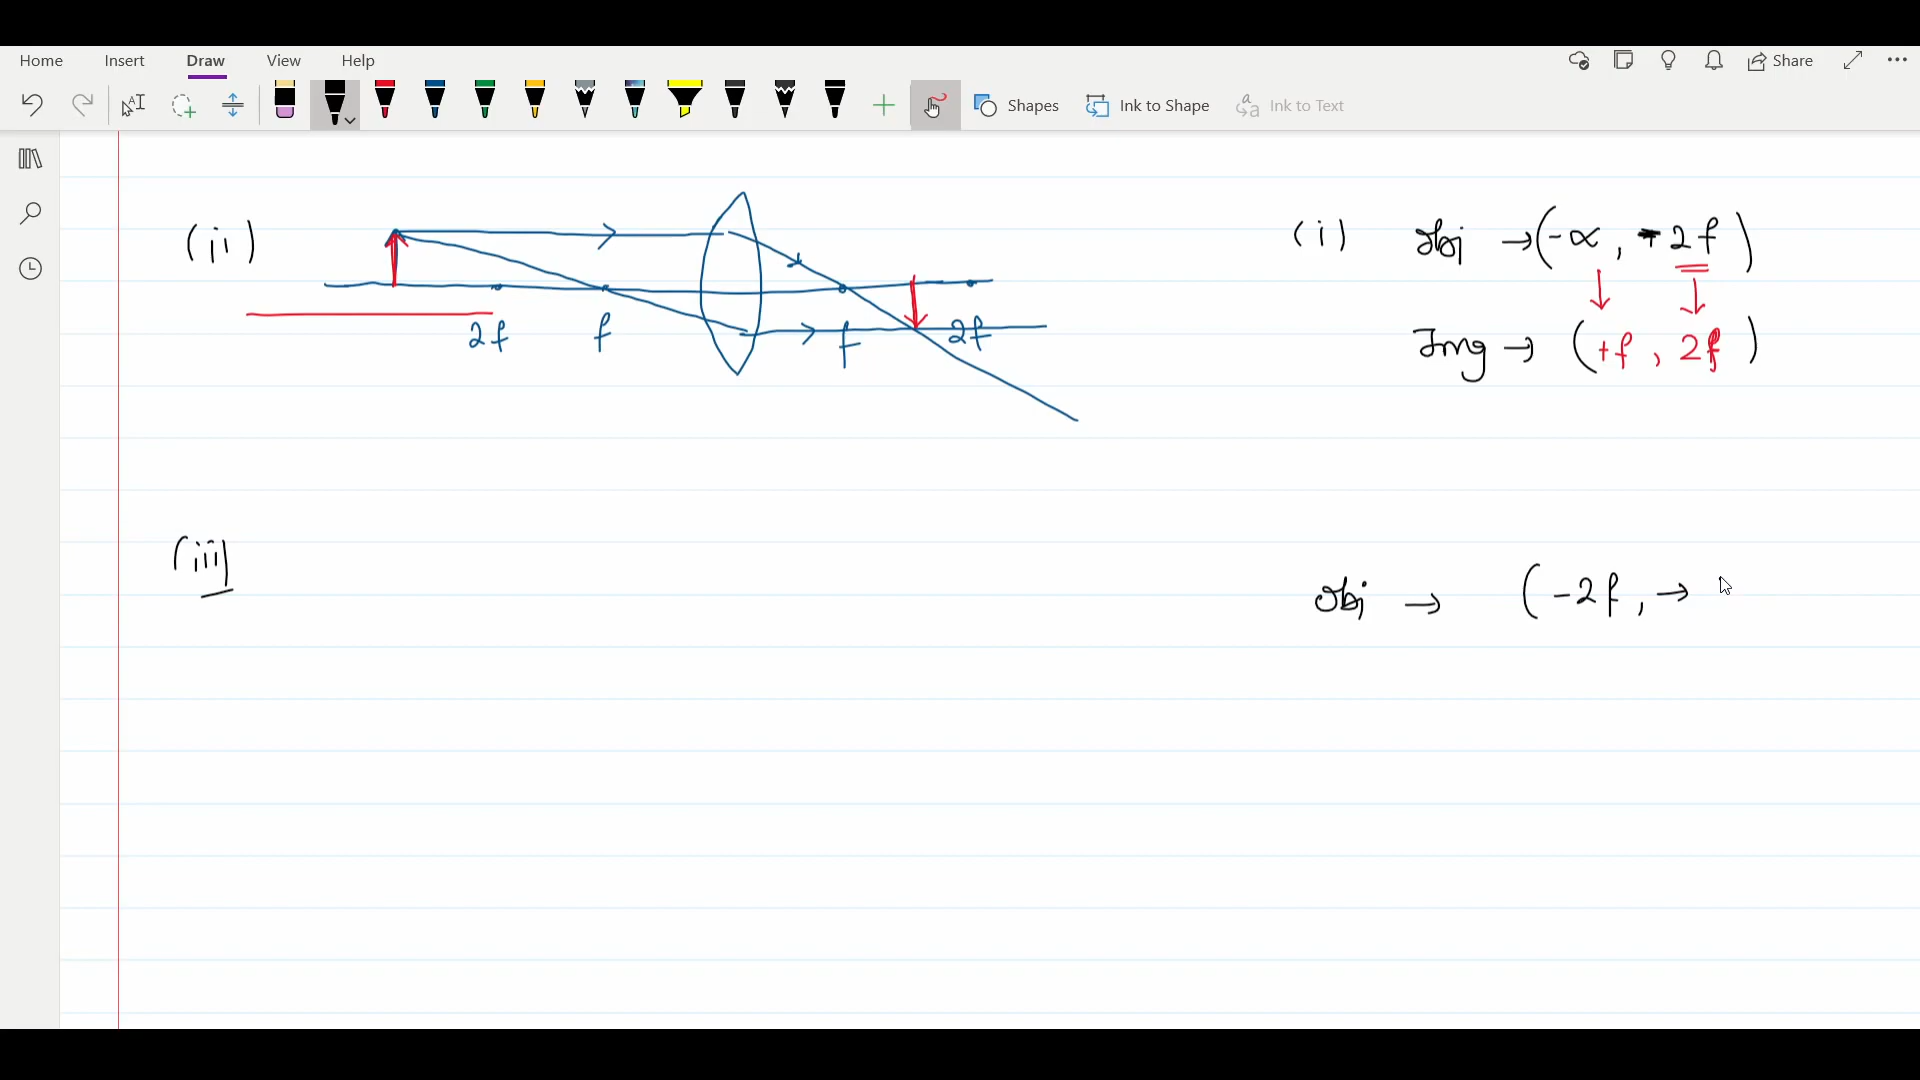 Home Insert Draw View Help Share
Shapes Ink to Shape Ink to Text
(ii) (i) Obj → (-∝, -2f)
2f f f 2f Img → (+f, 2f)
(iii)
Obj → (-2f, →